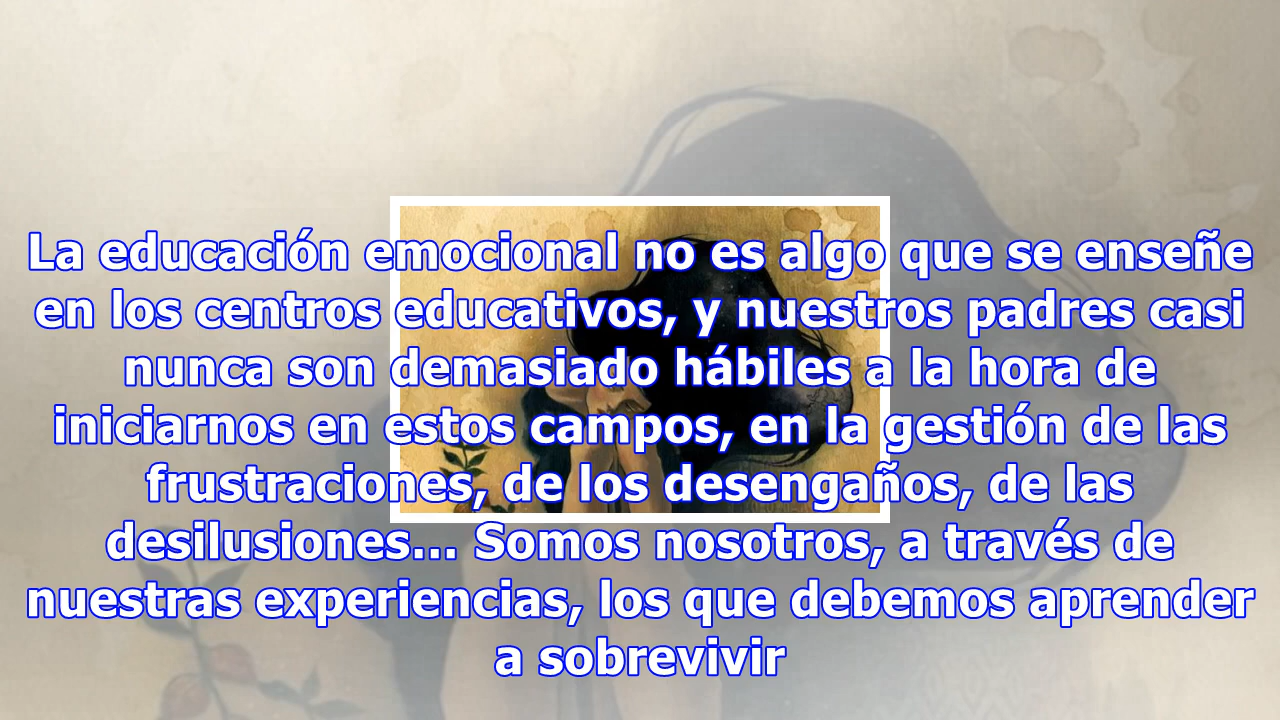 La educación emocional no es algo que se enseñe
en los centros educativos, y nuestros padres casi
nunca son demasiado hábiles a la hora de
iniciarnos en estos campos, en la gestión de las
frustraciones, de los desengaños, de las
desilusiones... Somos nosotros, a través de
nuestras experiencias, los que debemos aprender
a sobrevivir